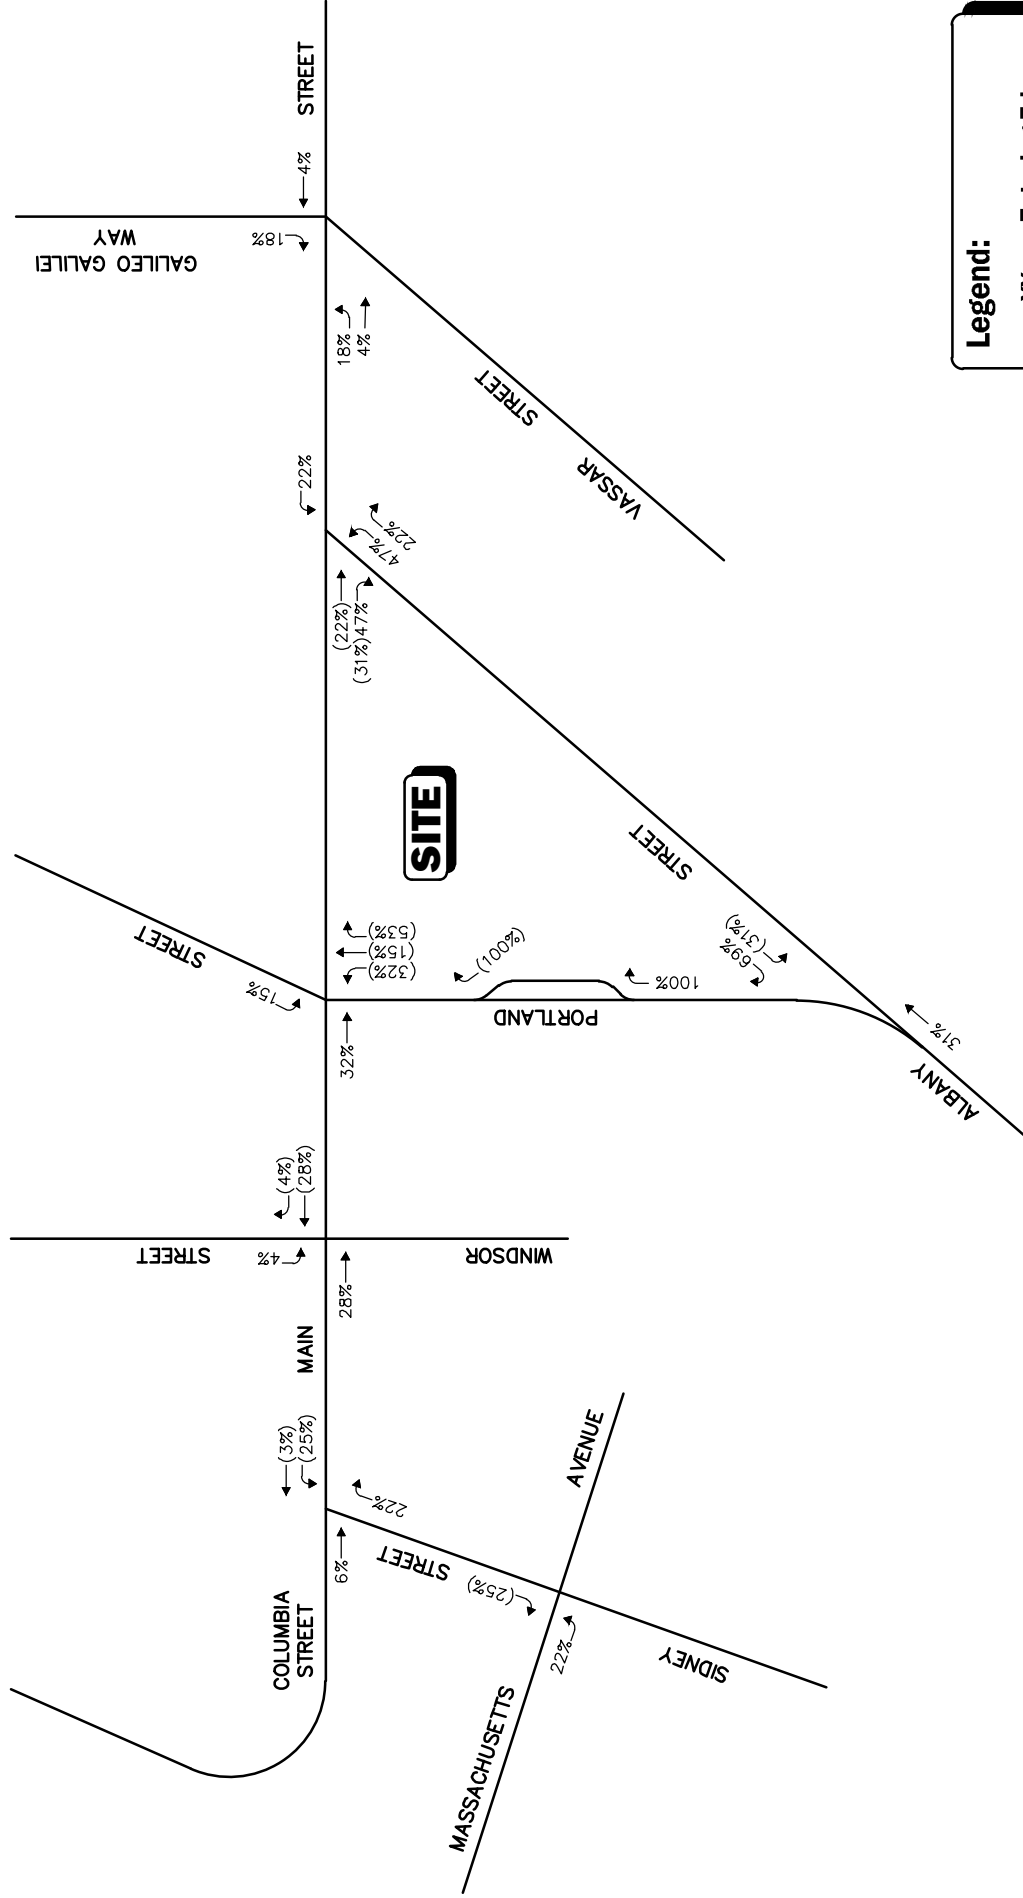 STREET
4%
GALILEO GALILEI
WAY
18%
18%
4%
STREET
VASSAR
Legend:
22%
47%
22%
(22%)
(31%)47%
SITE
STREET
STREET
15%
(53%)
(15%)
(32%)
(100%)
100%
69%
(31%)
PORTLAND
32%
31%
ALBANY
(4%)
(28%)
STREET
4%
WINDSOR
28%
MAIN
(3%)
(25%)
22%
AVENUE
6%
STREET
(25%)
COLUMBIA
STREET
22%
SIDNEY
MASSACHUSETTS